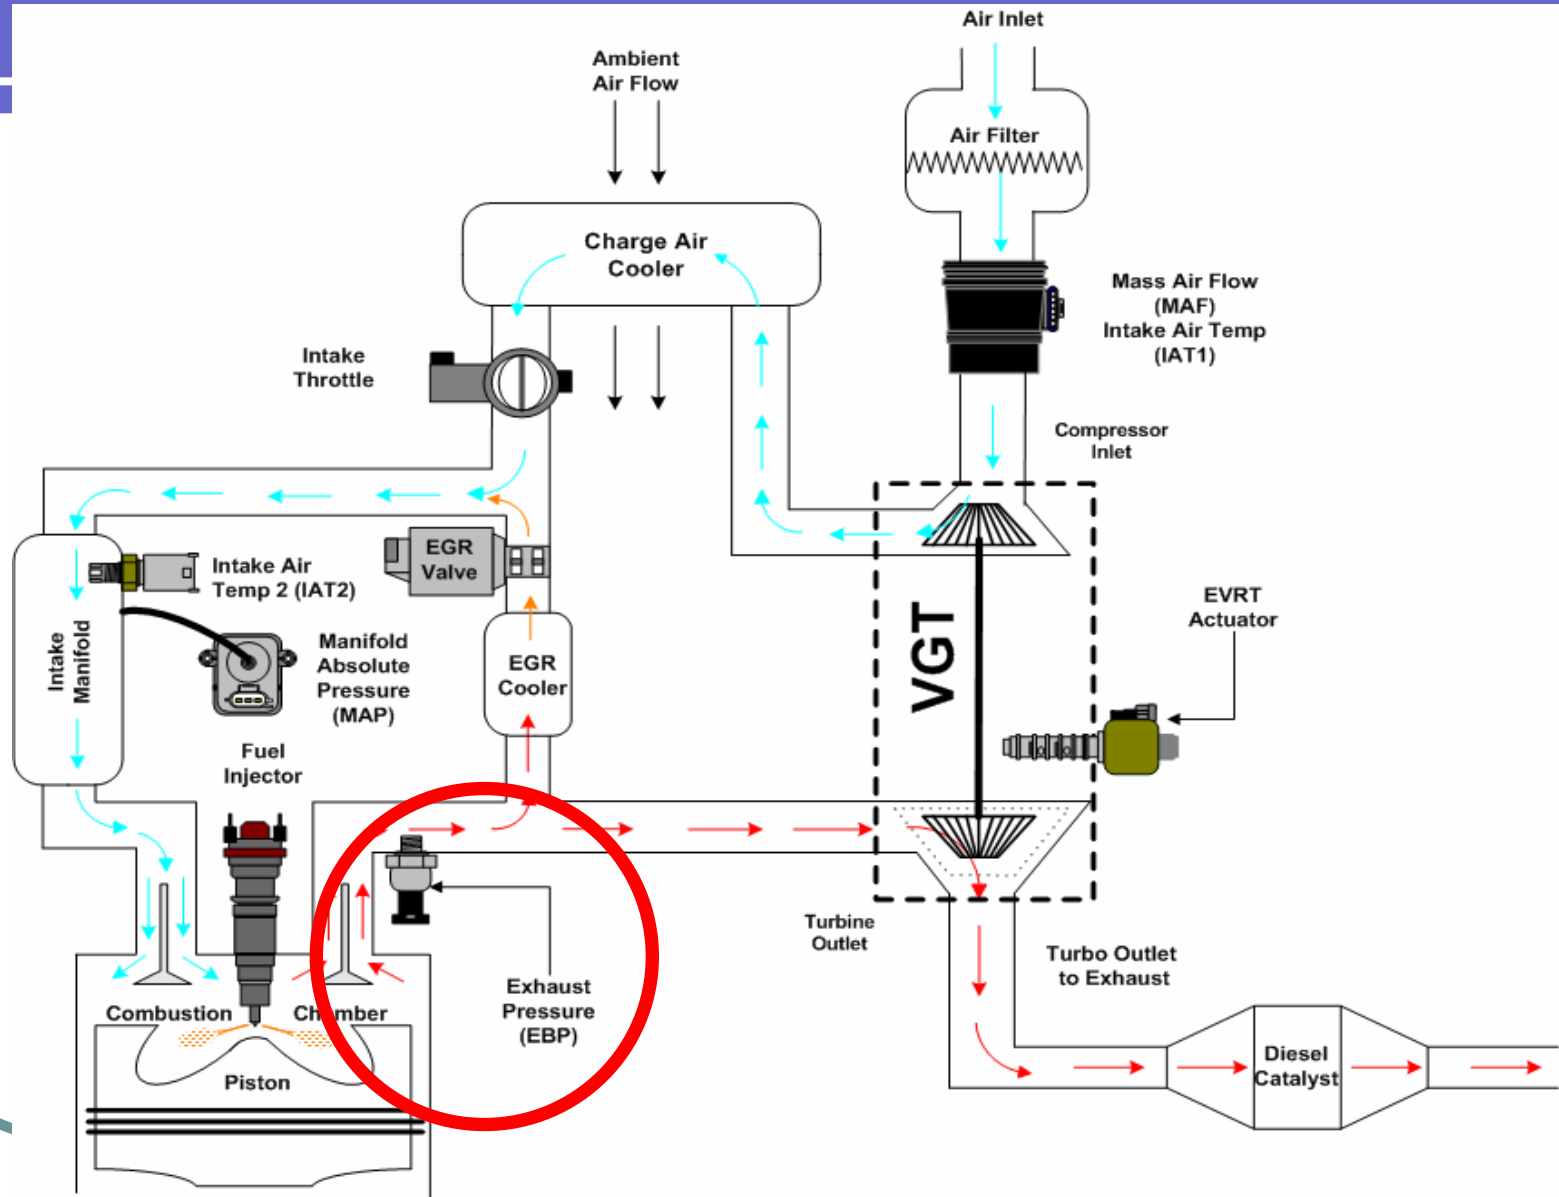 Air Inlet
Ambient
Air Flow
Air Filter
Charge Air
Cooler
Mass Air Flow
(MAF)
Intake Air Temp
(IAT1)
Intake
Throttle
Compressor
Inlet
EGR
Valve
Intake Air
Temp 2 (IAT2)
EVRT
Actuator
VGT
Intake
Manifold
Manifold
Absolute
Pressure
(MAP)
EGR
Cooler
Fuel
Injector
Turbine
Outlet
Turbo Outlet
to Exhaust
Exhaust
Pressure
(EBP)
Combustion Chamber
Piston
Diesel
Catalyst